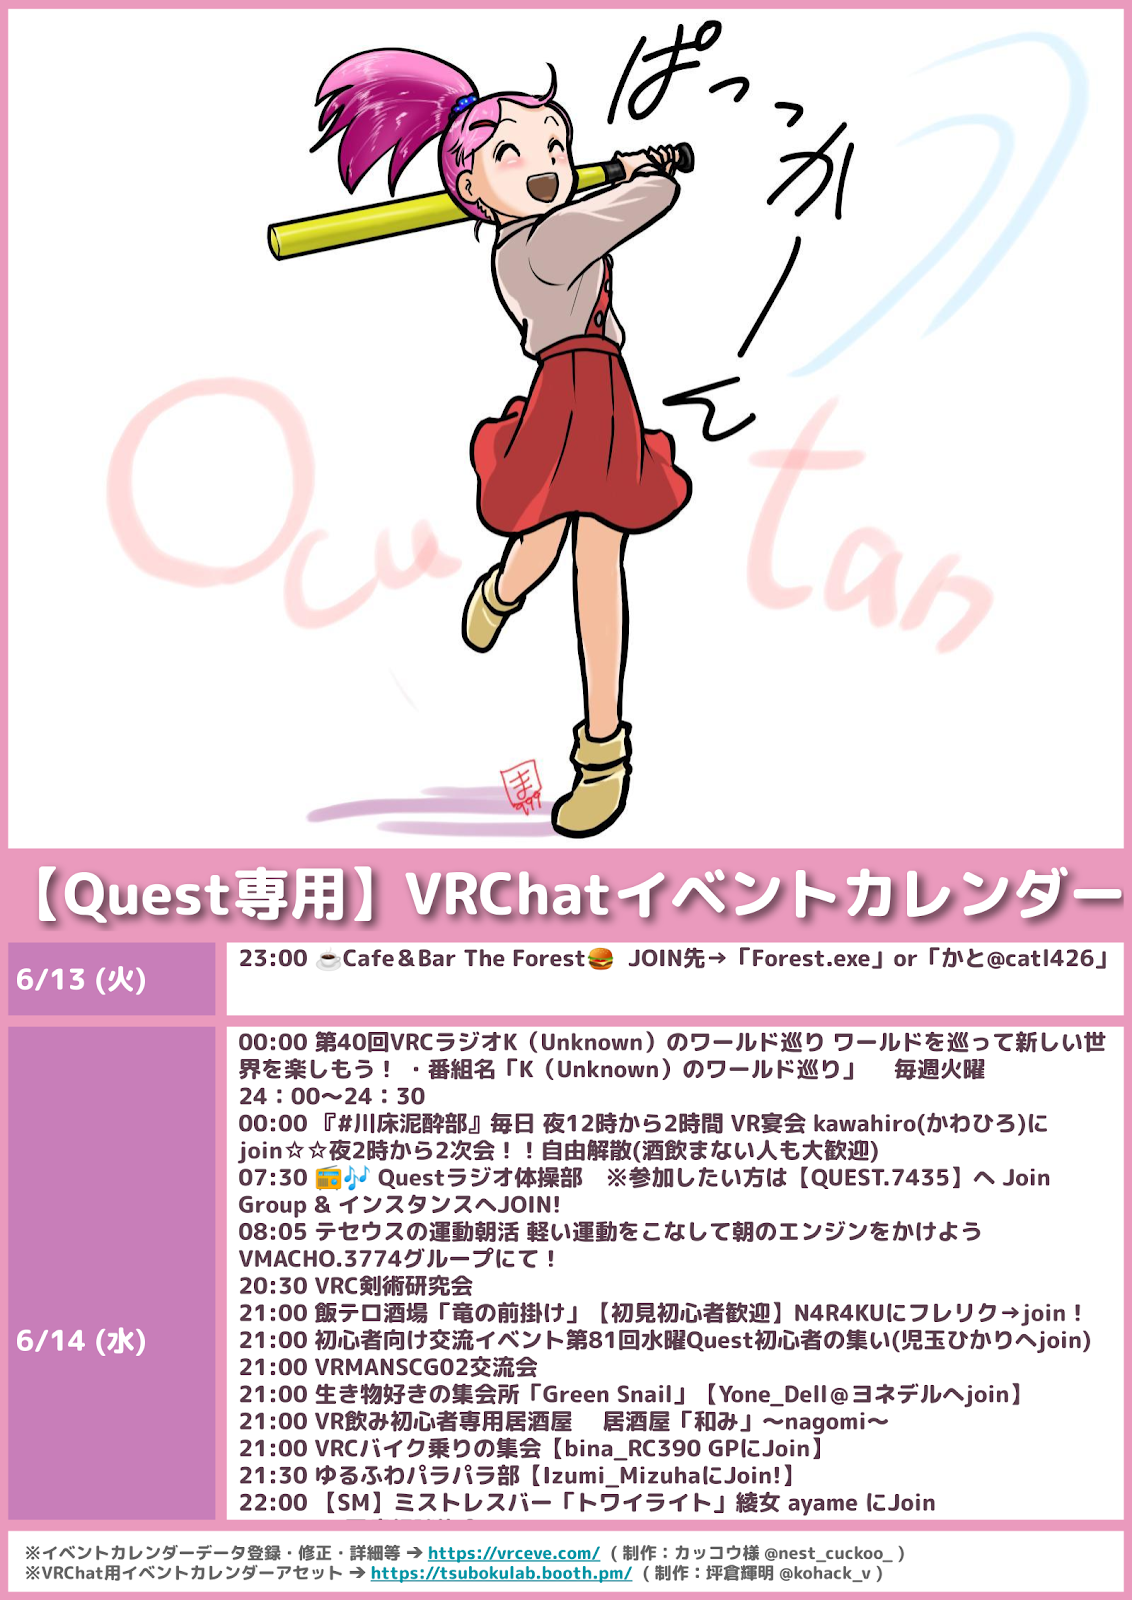 ぱっっかーーん
Ocu tan
ま
999
【Quest専用】VRChatイベントカレンダー
6/13 (火)
23:00 ☕Cafe＆Bar The Forest🍔 JOIN先→「Forest.exe」or「かと@catl426」
6/14 (水)
00:00 第40回VRCラジオK（Unknown）のワールド巡り ワールドを巡って新しい世
界を楽しもう！ ・番組名「K（Unknown）のワールド巡り」　毎週火曜
24：00〜24：30
00:00 『#川床泥酔部』毎日 夜12時から2時間 VR宴会 kawahiro(かわひろ)に
join☆☆夜2時から2次会！！自由解散(酒飲まない人も大歓迎)
07:30 📻🎶 Questラジオ体操部　※参加したい方は【QUEST.7435】へ Join
Group & インスタンスへJOIN!
08:05 テセウスの運動朝活 軽い運動をこなして朝のエンジンをかけよう
VMACHO.3774グループにて！
20:30 VRC剣術研究会
21:00 飯テロ酒場「竜の前掛け」【初見初心者歓迎】N4R4KUにフレリク→join！
21:00 初心者向け交流イベント第81回水曜Quest初心者の集い(児玉ひかりへjoin)
21:00 VRMANSCG02交流会
21:00 生き物好きの集会所「Green Snail」【Yone_Dell＠ヨネデルへjoin】
21:00 VR飲み初心者専用居酒屋　居酒屋「和み」〜nagomi〜
21:00 VRCバイク乗りの集会【bina_RC390 GPにJoin】
21:30 ゆるふわパラパラ部【Izumi_MizuhaにJoin!】
22:00 【SM】ミストレスバー「トワイライト」綾女 ayame にJoin
※イベントカレンダーデータ登録・修正・詳細等 ➔ https://vrceve.com/ ( 制作：カッコウ様 @nest_cuckoo_ )
※VRChat用イベントカレンダーアセット ➔ https://tsubokulab.booth.pm/ ( 制作：坪倉輝明 @kohack_v )